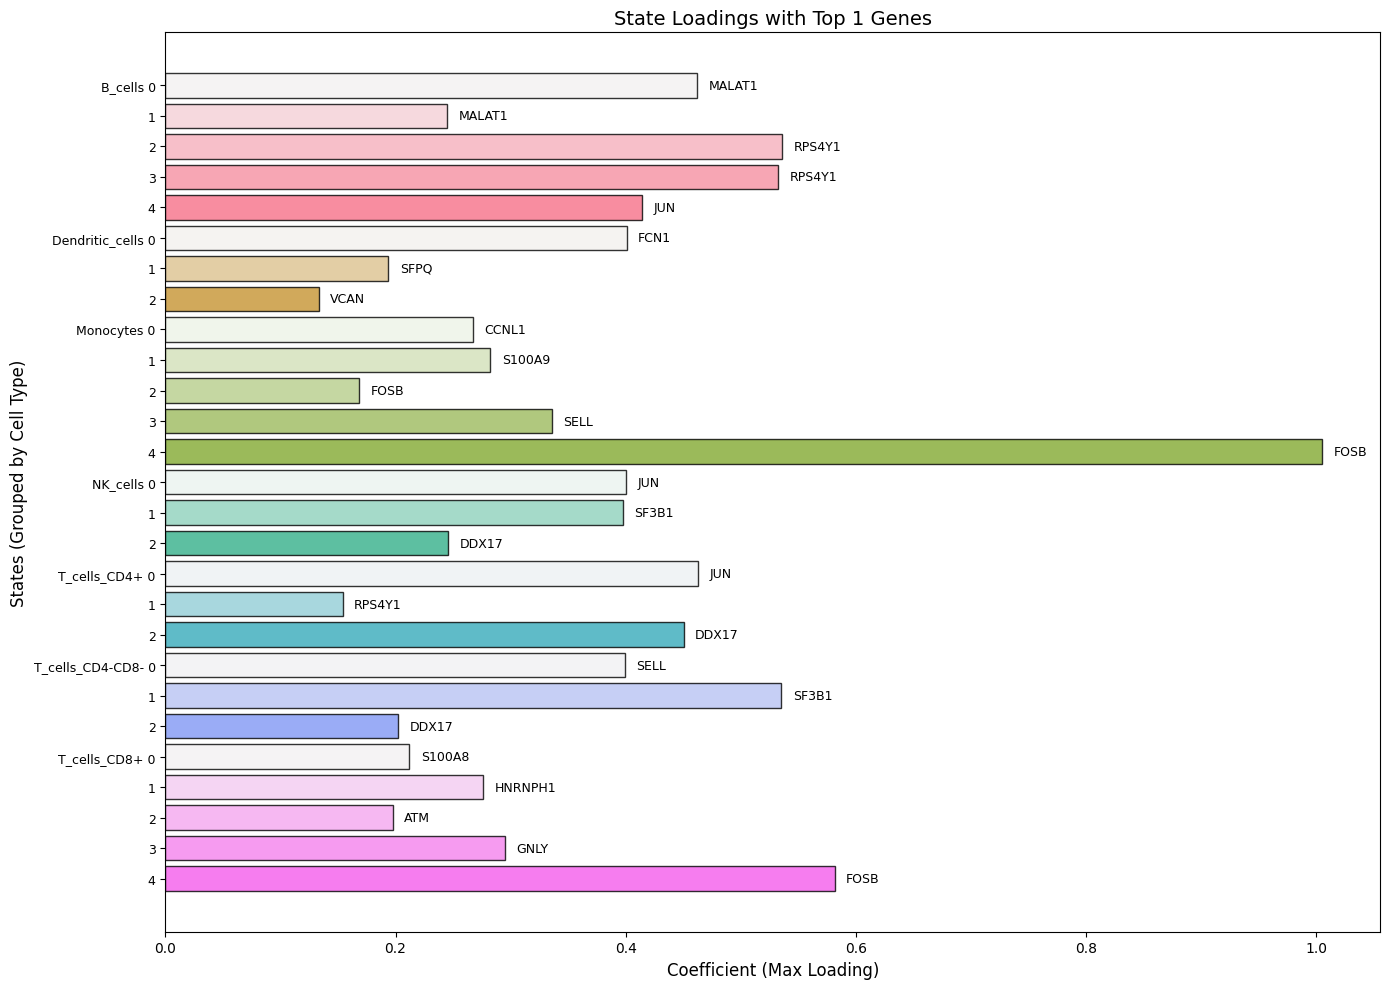 State Loadings with Top 1 Genes
B_cells 0 MALAT1
1 MALAT1
2 RPS4Y1
3 RPS4Y1
4 JUN
Dendritic_cells 0 FCN1
1 SFPQ
2 VCAN
Monocytes 0 CCNL1
1 S100A9
2 FOSB
3 SELL
4 FOSB
NK_cells 0 JUN
1 SF3B1
2 DDX17
T_cells_CD4+ 0 JUN
1 RPS4Y1
2 DDX17
T_cells_CD4-CD8- 0 SELL
1 SF3B1
2 DDX17
T_cells_CD8+ 0 S100A8
1 HNRNPH1
2 ATM
3 GNLY
4 FOSB
0.0 0.2 0.4 0.6 0.8 1.0
Coefficient (Max Loading)
States (Grouped by Cell Type)